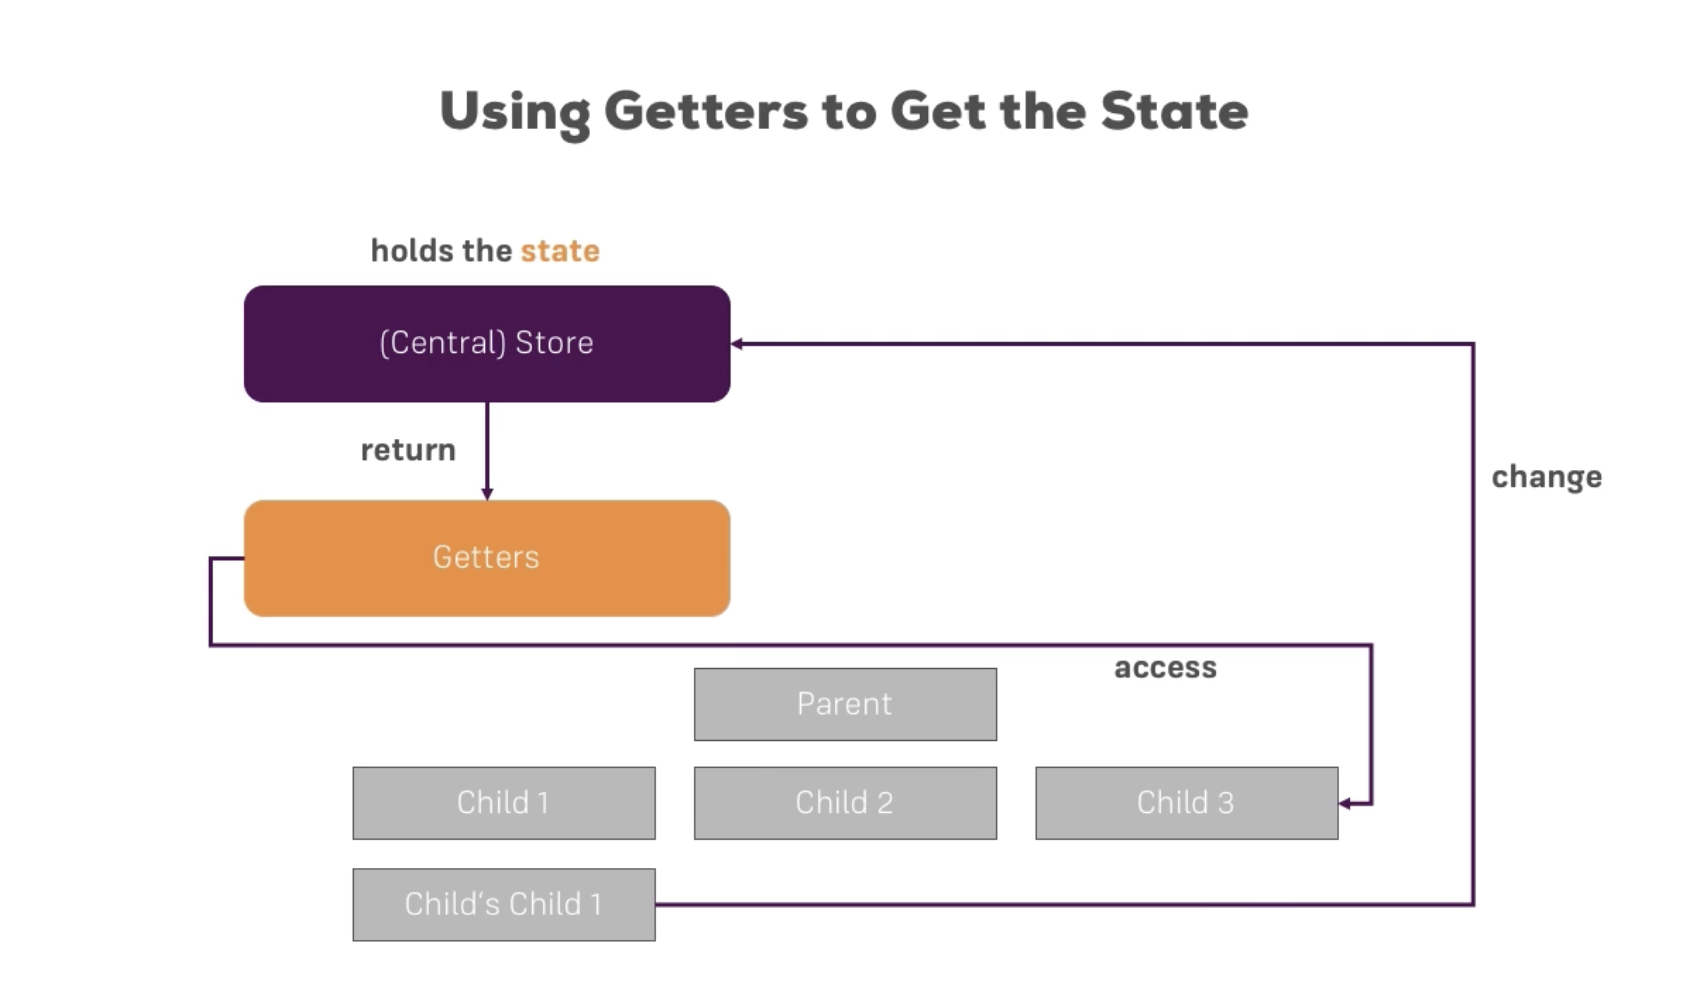 Using Getters to Get the State
holds the state
(Central) Store
return
change
Getters
access
Parent
Child 1
Child 2
Child 3
Child's Child 1